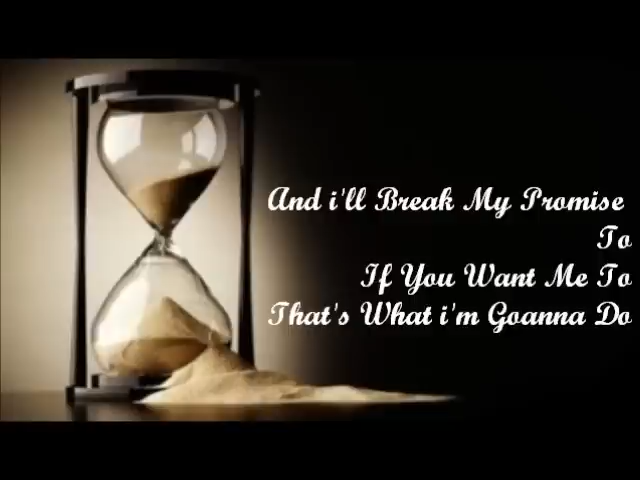 And i'll Break My Promise
To
If You Want Me To
That's What i'm Goanna Do